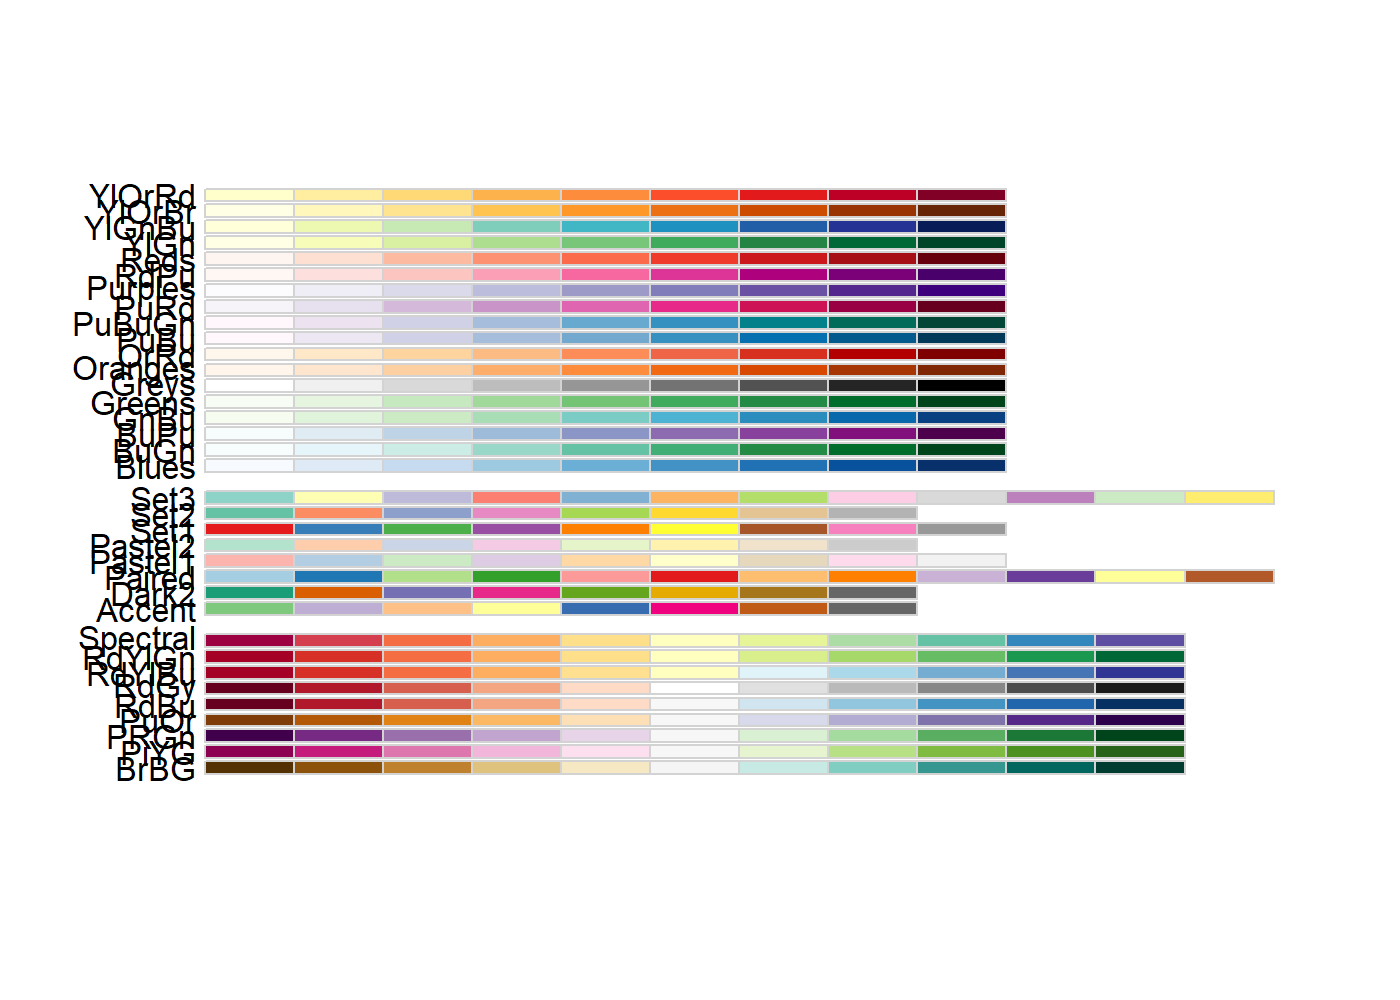 YlOrRd
YlOrBr
YlGnBu
YlGn
Reds
RdPu
Purples
PuRd
PuBuGn
PuBu
OrRd
Oranges
Greys
Greens
GnBu
BuPu
BuGn
Blues
Set3
Set2
Set1
Pastel2
Pastel1
Paired
Dark2
Accent
Spectral
RdYlGn
RdYlBu
RdGy
RdBu
PuOr
PRGn
PiYG
BrBG